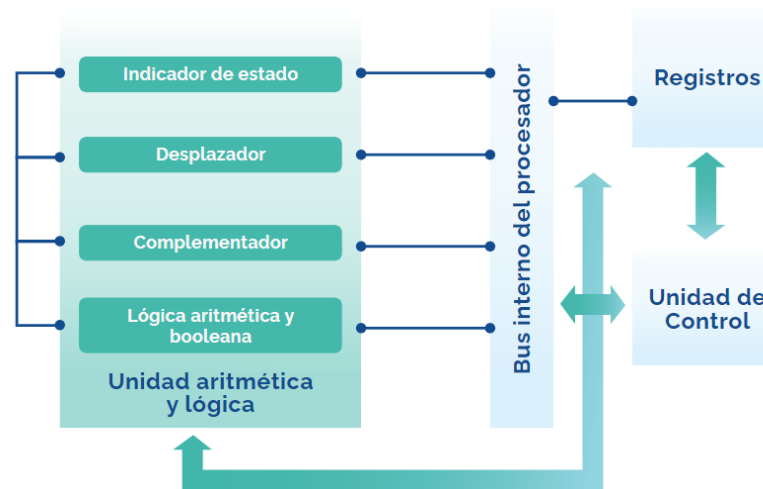 Indicador de estado
Desplazador
Complementador
Lógica aritmética y
booleana
Unidad aritmética
y lógica
Bus interno del procesador
Registros
Unidad de
Control